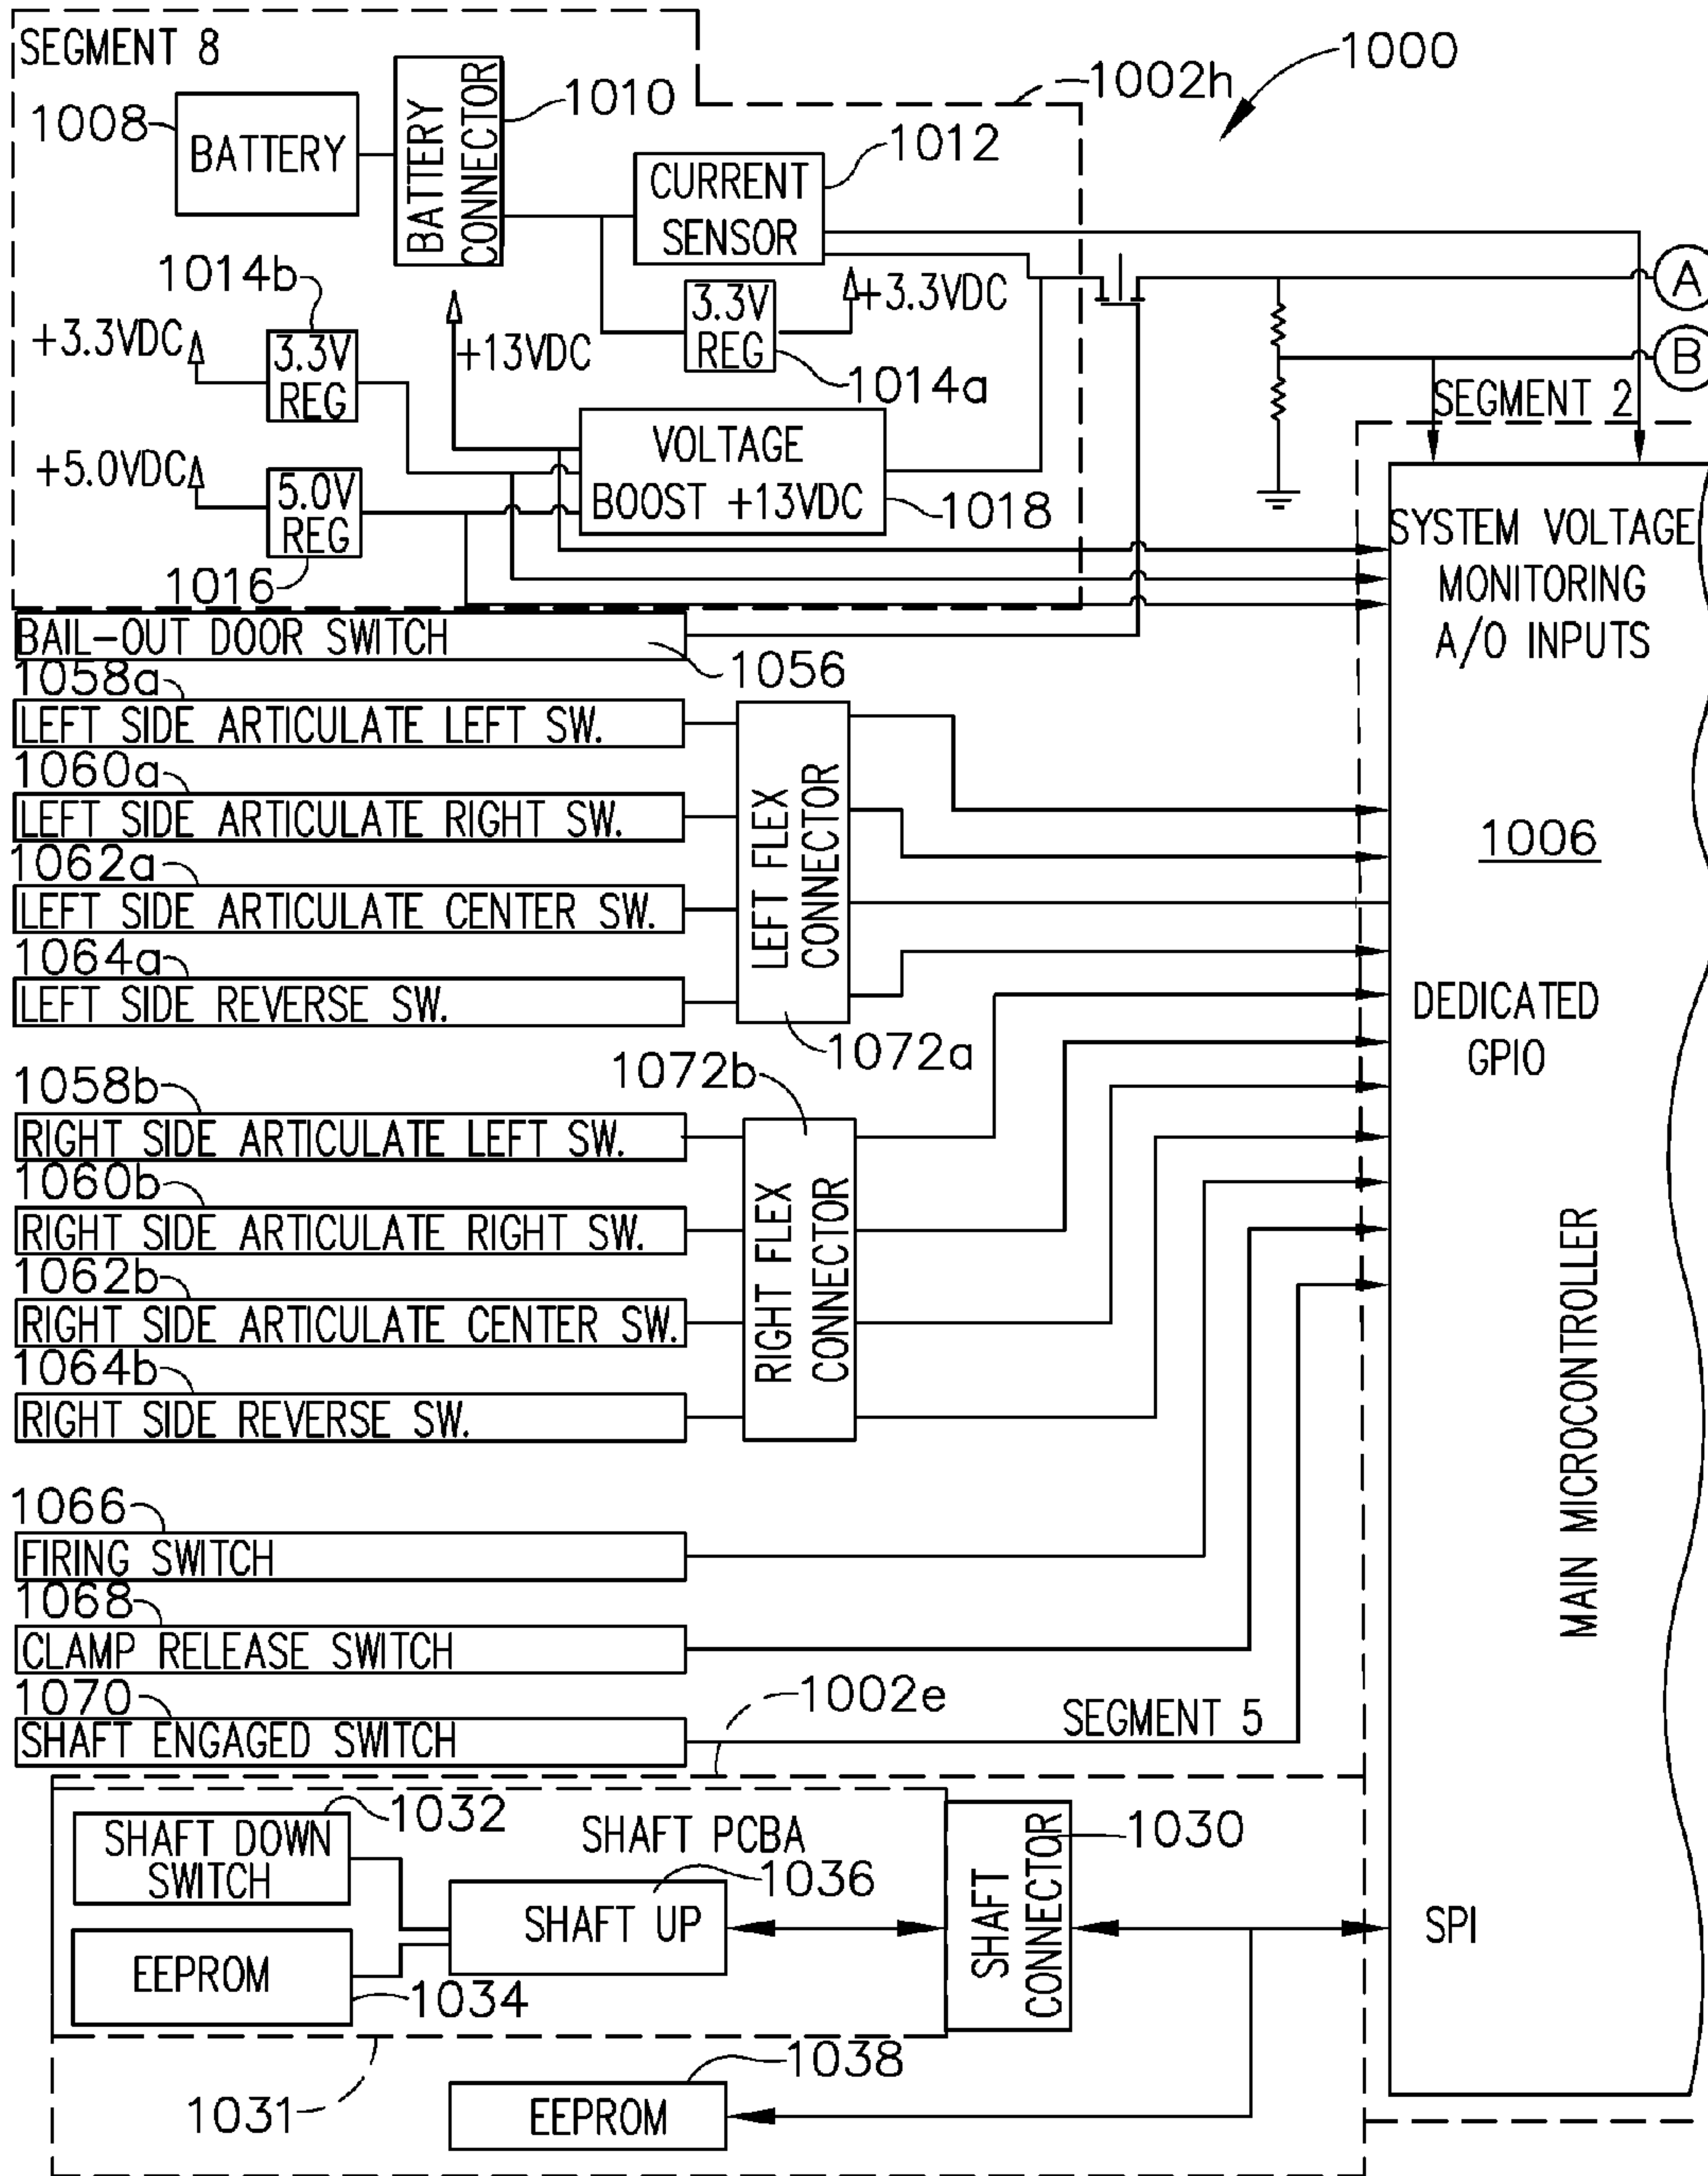 SEGMENT 8
1000
1002h
1008
BATTERY
BATTERY
CONNECTOR
1010
CURRENT
SENSOR
1012
1014b
+3.3VDC
3.3V
REG
+13VDC
3.3V
REG
+3.3VDC
1014a
A
B
+5.0VDC
5.0V
REG
1016
VOLTAGE
BOOST +13VDC
1018
SEGMENT 2
SYSTEM VOLTAGE
MONITORING
A/O INPUTS
BAIL-OUT DOOR SWITCH
1056
1058a
LEFT SIDE ARTICULATE LEFT SW.
1060a
LEFT SIDE ARTICULATE RIGHT SW.
1062a
LEFT SIDE ARTICULATE CENTER SW.
1064a
LEFT SIDE REVERSE SW.
LEFT FLEX
CONNECTOR
1072a
1006
DEDICATED
GPIO
1072b
1058b
RIGHT SIDE ARTICULATE LEFT SW.
1060b
RIGHT SIDE ARTICULATE RIGHT SW.
1062b
RIGHT SIDE ARTICULATE CENTER SW.
1064b
RIGHT SIDE REVERSE SW.
RIGHT FLEX
CONNECTOR
MAIN MICROCONTROLLER
1066
FIRING SWITCH
1068
CLAMP RELEASE SWITCH
1070
SHAFT ENGAGED SWITCH
1002e
SEGMENT 5
1032
SHAFT DOWN
SWITCH
SHAFT PCBA
1036
SHAFT UP
EEPROM
1034
SHAFT
CONNECTOR
1030
SPI
1031
1038
EEPROM